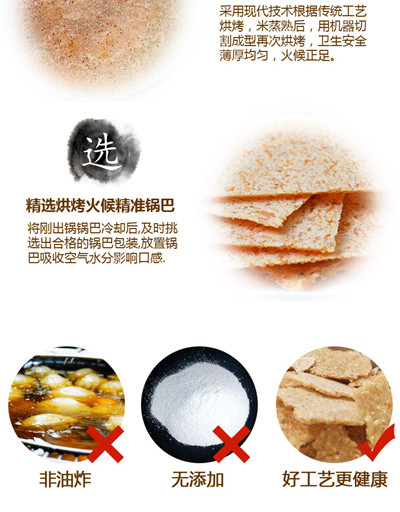 采用现代技术根据传统工艺
烘烤，米蒸熟后，用机器切
割成型再次烘烤，卫生安全
薄厚均匀，火候正足。
选
精选烘烤火候精准锅巴
将刚出锅锅巴冷却后,及时挑
选出合格的锅巴包装,放置锅
巴吸收空气水分影响口感.
非油炸
无添加
好工艺更健康